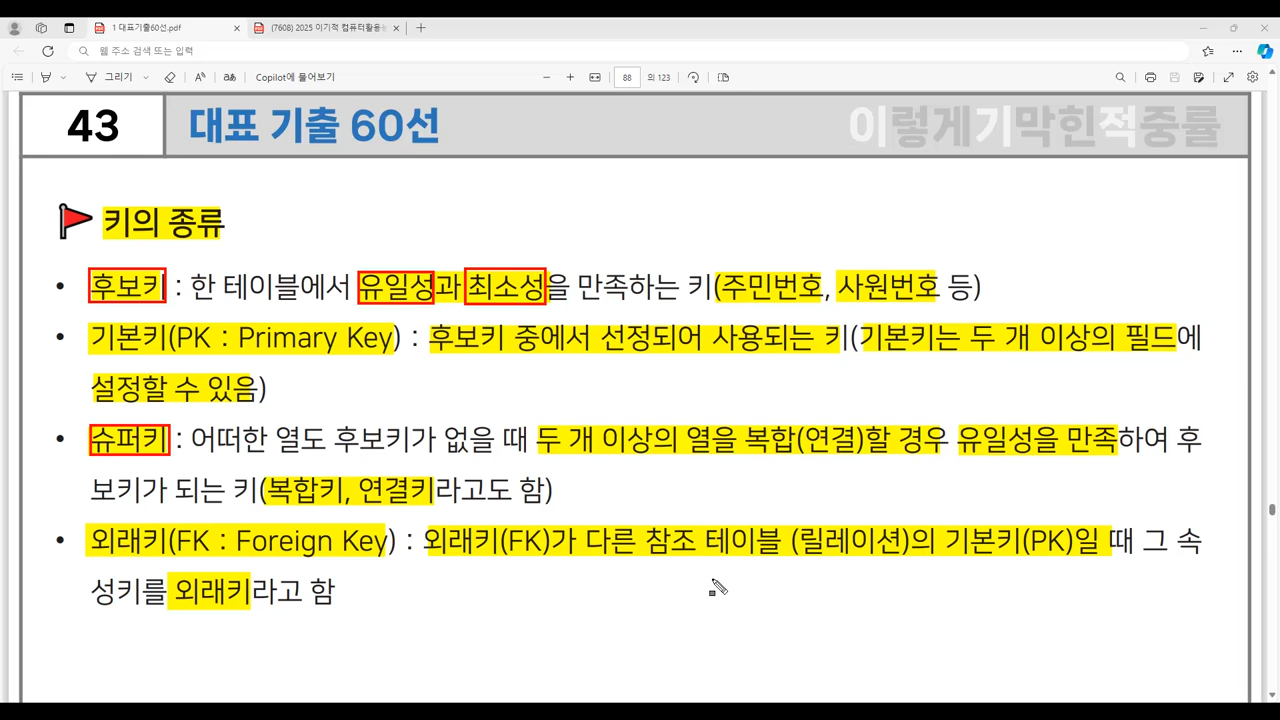 1 대표기출60선.pdf
(7608) 2025 이기적 컴퓨터활용능
웹 주소 검색 또는 입력
그리기
Copilot에 물어보기
88 의 123
43 대표 기출 60선 이렇게기막힌적중률
키의 종류
• 후보키 : 한 테이블에서 유일성과 최소성을 만족하는 키(주민번호, 사원번호 등)
• 기본키(PK : Primary Key) : 후보키 중에서 선정되어 사용되는 키(기본키는 두 개 이상의 필드에
설정할 수 있음)
• 슈퍼키 : 어떠한 열도 후보키가 없을 때 두 개 이상의 열을 복합(연결)할 경우 유일성을 만족하여 후
보키가 되는 키(복합키, 연결키라고도 함)
• 외래키(FK : Foreign Key) : 외래키(FK)가 다른 참조 테이블 (릴레이션)의 기본키(PK)일 때 그 속
성키를 외래키라고 함